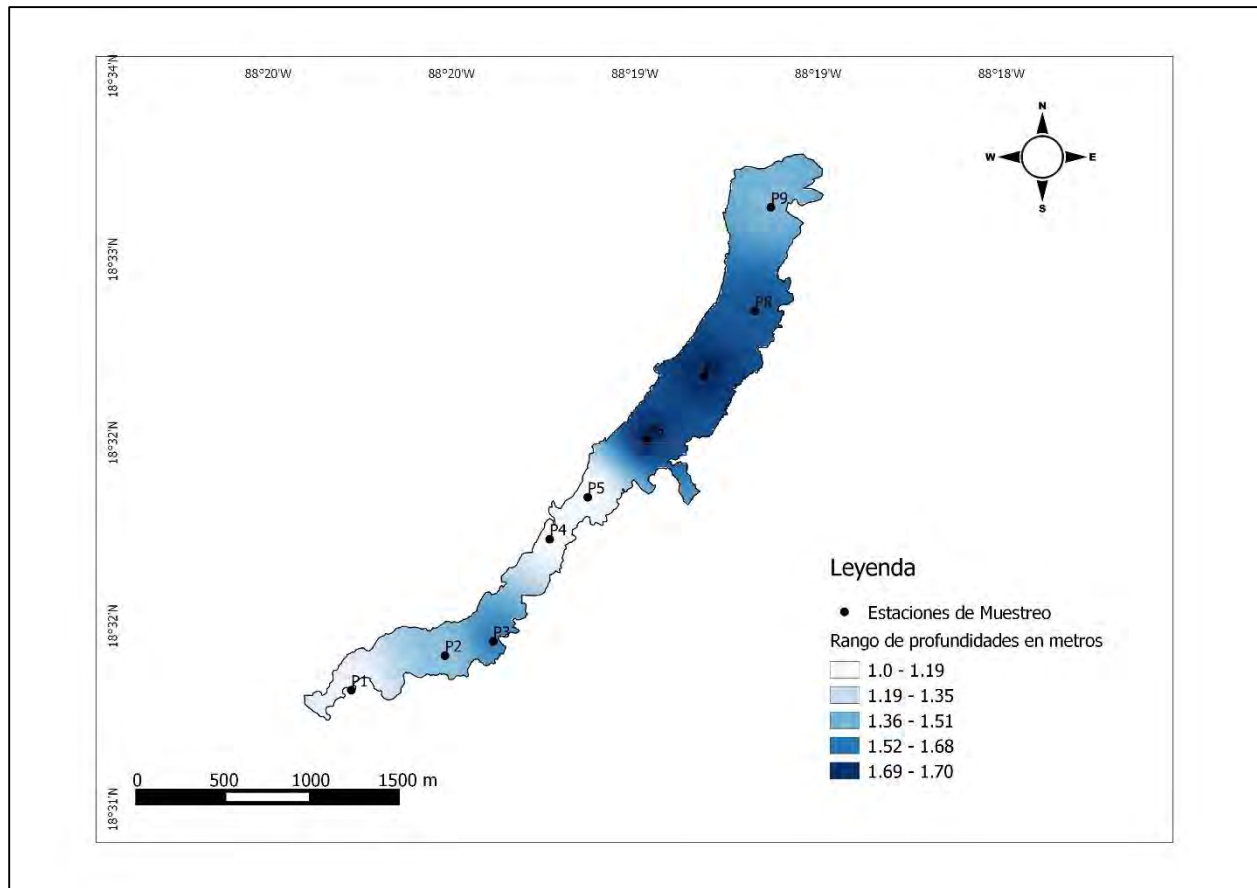 88°20'W 88°20'W 88°19'W 88°19'W 88°18'W
18°34'N
N
W E
S
P9
18°33'N
P8
18°32'N
P5
P4
Leyenda
Estaciones de Muestreo
18°32'N
P3
Rango de profundidades en metros
P2
1.0 - 1.19
P1
1.19 - 1.35
1.36 - 1.51
1.52 - 1.68
1.69 - 1.70
0 500 1000 1500 m
18°31'N